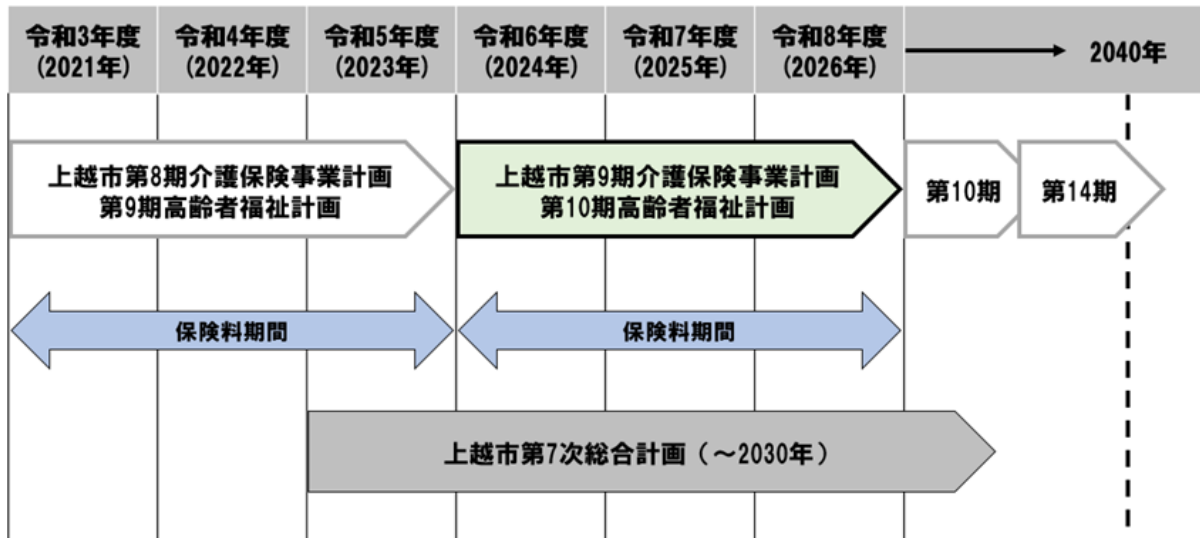 令和3年度
(2021年)
令和4年度
(2022年)
令和5年度
(2023年)
令和6年度
(2024年)
令和7年度
(2025年)
令和8年度
(2026年)
2040年
上越市第8期介護保険事業計画
第9期高齢者福祉計画
上越市第9期介護保険事業計画
第10期高齢者福祉計画
第10期
第14期
保険料期間
保険料期間
上越市第7次総合計画（～2030年）